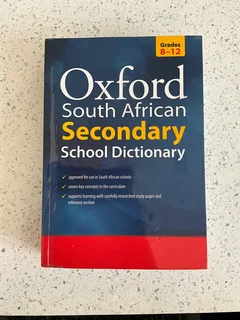 Grades
8–12
Oxford
South African
Secondary
School Dictionary
approved for use in South African schools
covers key concepts in the curriculum
supports learning with carefully researched study pages and
reference section